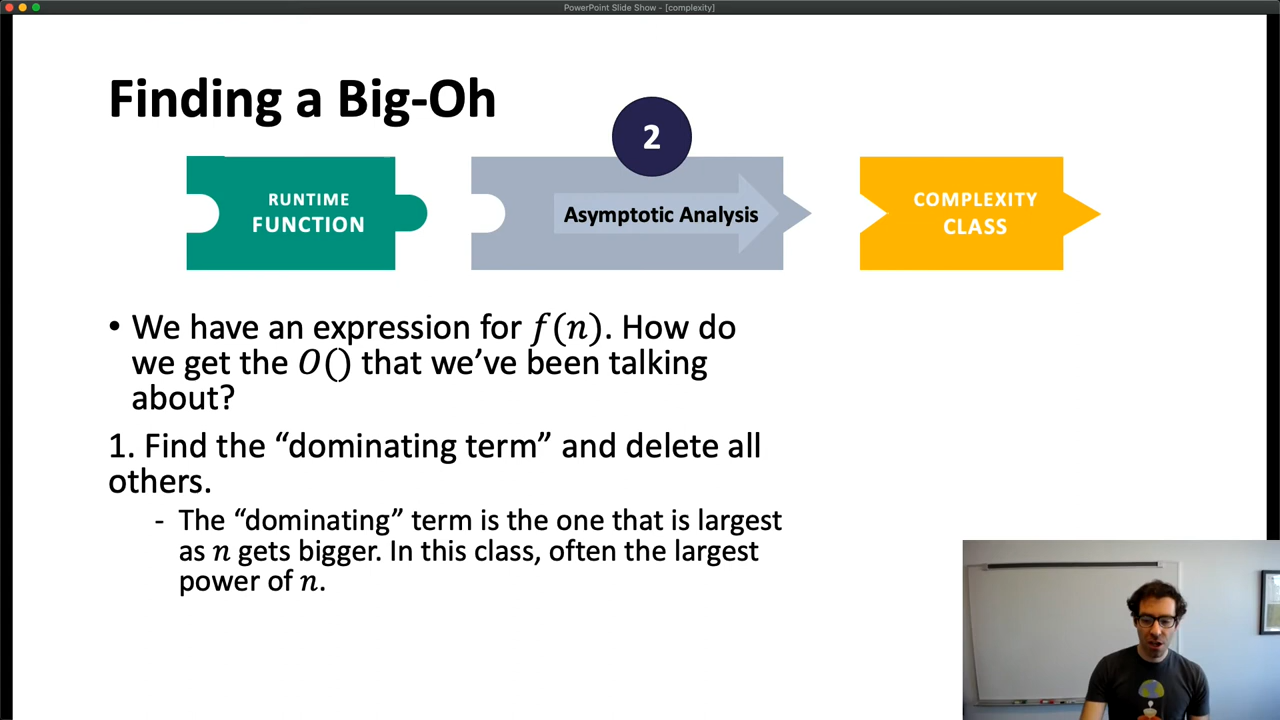 PowerPoint Slide Show - [complexity]
Finding a Big-Oh
2
RUNTIME
FUNCTION
Asymptotic Analysis
COMPLEXITY
CLASS
• We have an expression for f(n). How do
we get the O() that we’ve been talking
about?
1. Find the “dominating term” and delete all
others.
- The “dominating” term is the one that is largest
as n gets bigger. In this class, often the largest
power of n.